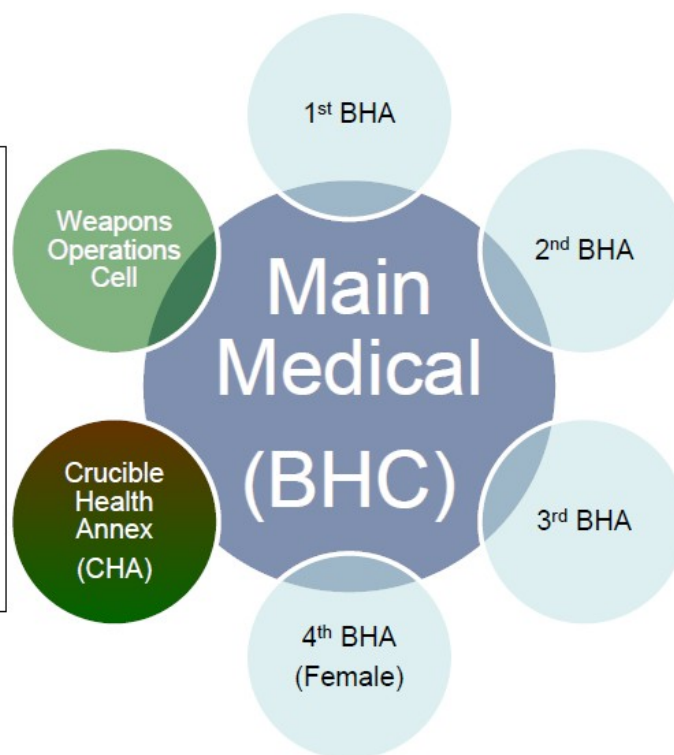 1st BHA
Weapons
Operations
Cell
2nd BHA
Main
Medical
(BHC)
Crucible
Health
Annex
(CHA)
3rd BHA
4th BHA
(Female)